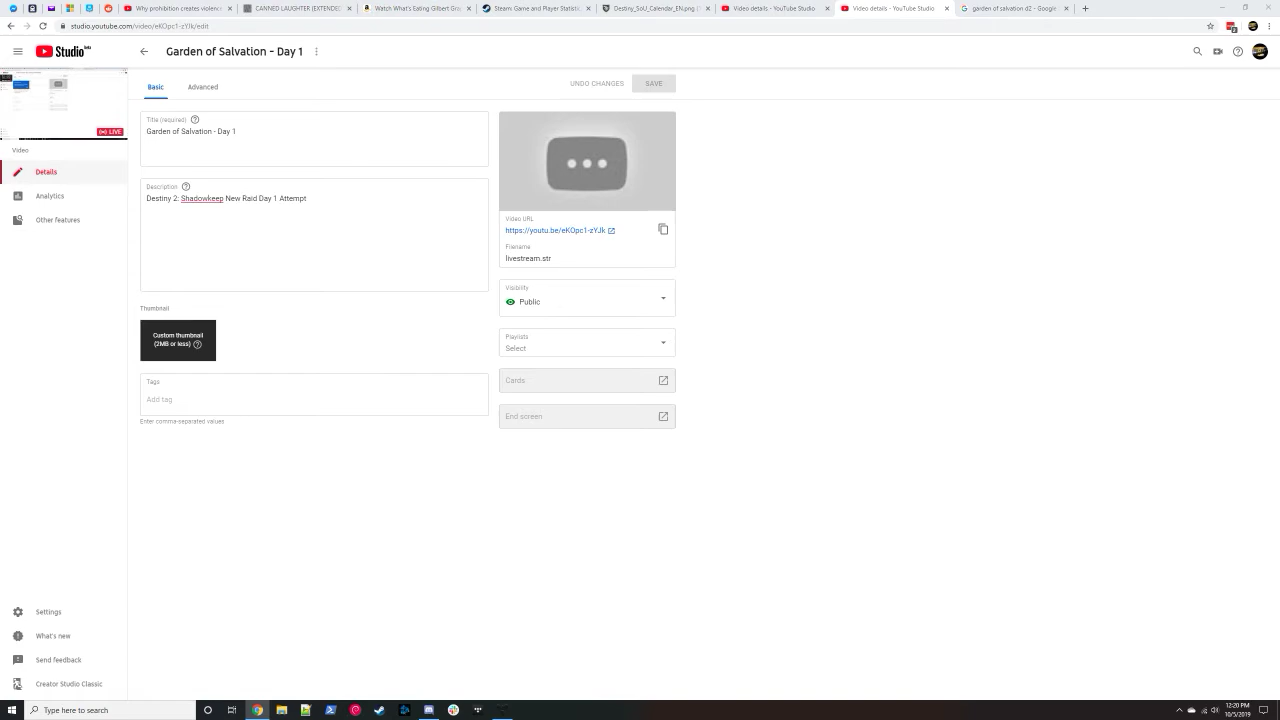 Why prohibition creates violence
CANNED LAUGHTER (EXTENDED
Watch What's Eating Gilbert Gra
Steam: Game and Player Statistic
Destiny_SoU_Calendar_EN.png (1
Video details - YouTube Studio
Video details - YouTube Studio
garden of salvation d2 - Google S
studio.youtube.com/video/eKOpc1-zYJk/edit
Studio beta
Garden of Salvation - Day 1
Basic
Advanced
UNDO CHANGES
SAVE
LIVE
Video
Details
Analytics
Other features
Title (required)
Garden of Salvation - Day 1
Description
Destiny 2: Shadowkeep New Raid Day 1 Attempt
Thumbnail
Custom thumbnail
(2MB or less)
Tags
Add tag
Enter comma-separated values
Video URL
https://youtu.be/eKOpc1-zYJk
Filename
livestream.str
Visibility
Public
Playlists
Select
Cards
End screen
Settings
What's new
Send feedback
Creator Studio Classic
Type here to search
12:20 PM
10/5/2019